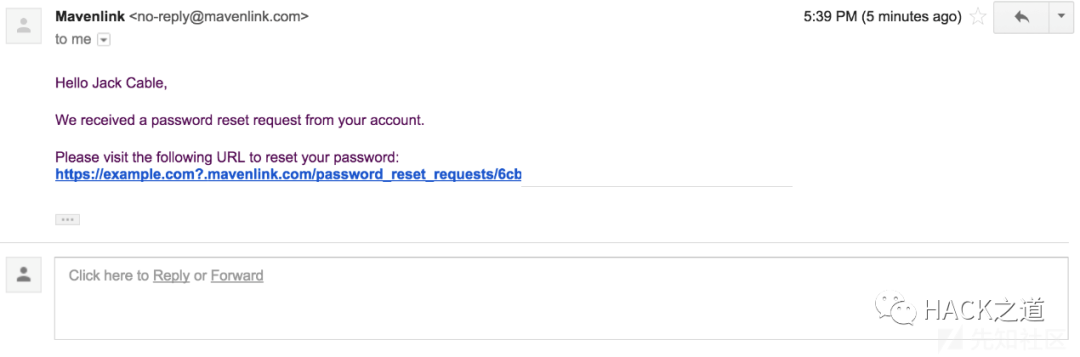 Mavenlink <no-reply@mavenlink.com> 5:39 PM (5 minutes ago)
to me
Hello Jack Cable,
We received a password reset request from your account.
Please visit the following URL to reset your password:
https://example.com?.mavenlink.com/password_reset_requests/6cb
Click here to Reply or Forward
HACK之道
先知社区